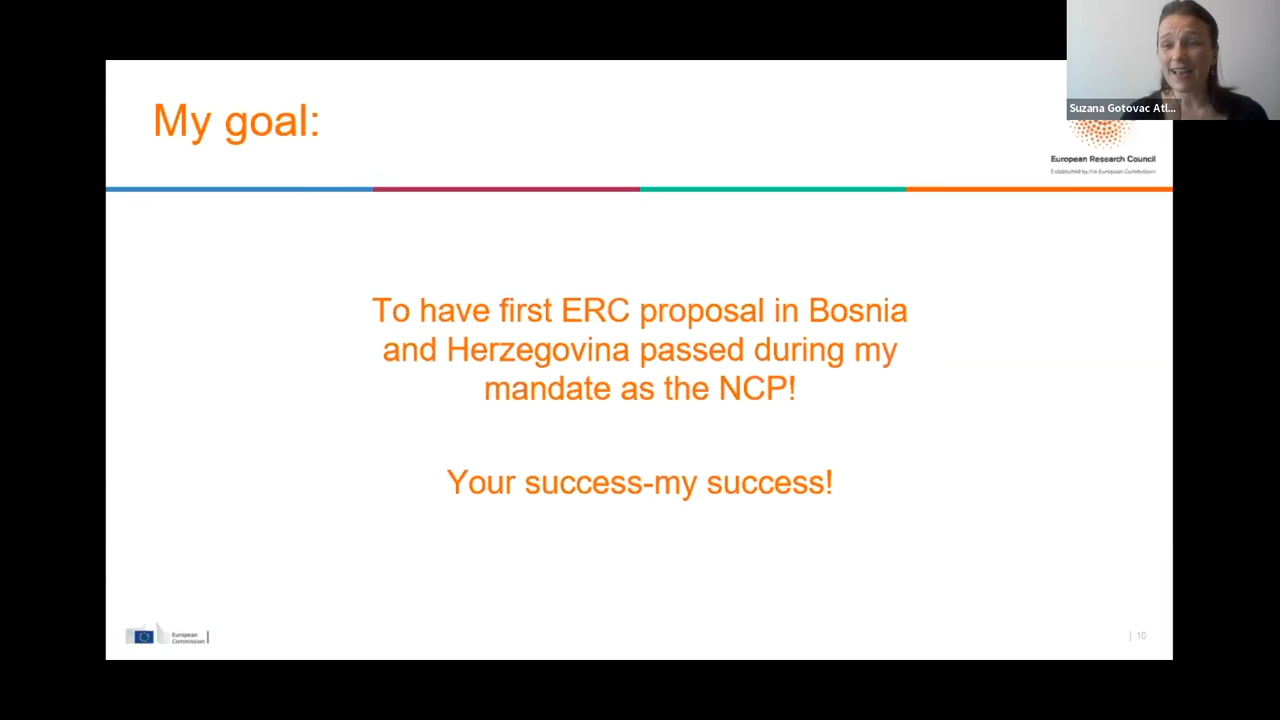 Suzana Gotovac Atl...
My goal:
European Research Council
Established by the European Commission
To have first ERC proposal in Bosnia
and Herzegovina passed during my
mandate as the NCP!
Your success-my success!
European
Commission
10